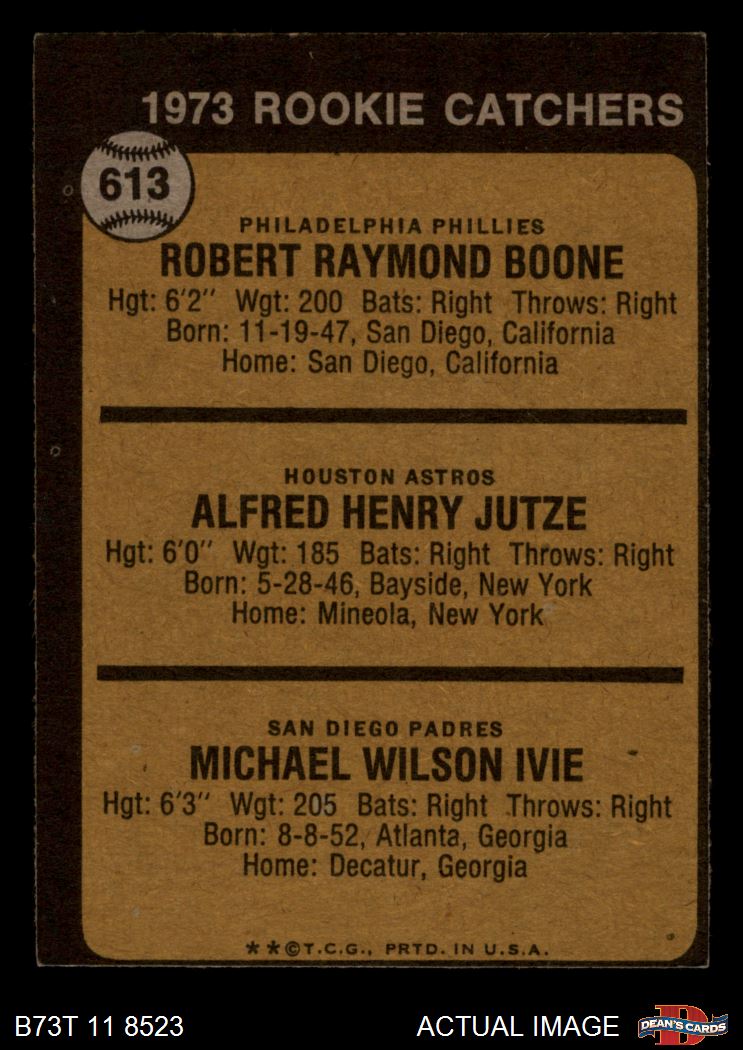 1973 ROOKIE CATCHERS
613
PHILADELPHIA PHILLIES
ROBERT RAYMOND BOONE
Hgt: 6'2" Wgt: 200 Bats: Right Throws: Right
Born: 11-19-47, San Diego, California
Home: San Diego, California
HOUSTON ASTROS
ALFRED HENRY JUTZE
Hgt: 6'0" Wgt: 185 Bats: Right Throws: Right
Born: 5-28-46, Bayside, New York
Home: Mineola, New York
SAN DIEGO PADRES
MICHAEL WILSON IVIE
Hgt: 6'3" Wgt: 205 Bats: Right Throws: Right
Born: 8-8-52, Atlanta, Georgia
Home: Decatur, Georgia
**©T.C.G., PRTD. IN U.S.A.
B73T 11 8523 ACTUAL IMAGE
D
DEAN'S CARDS